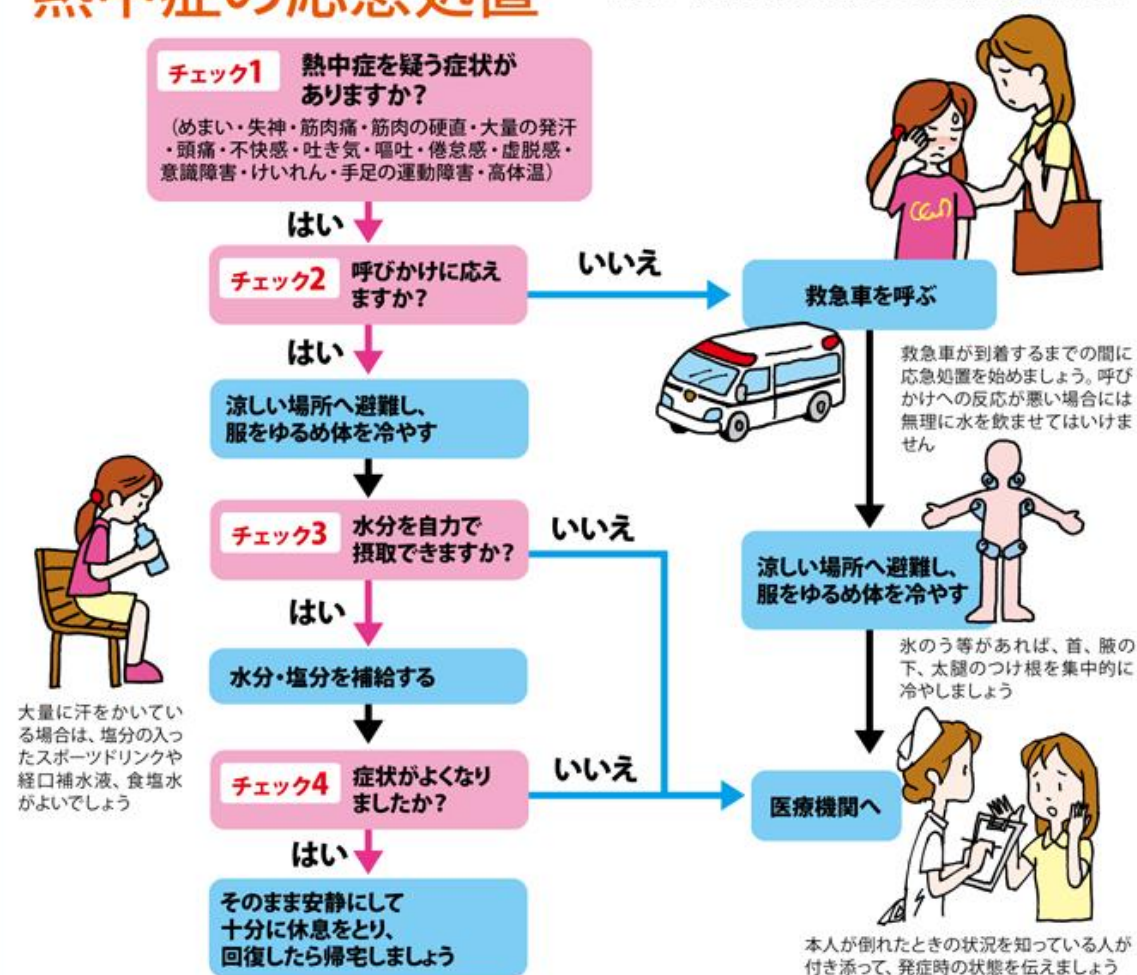 熱中症の応急処置
チェック1
熱中症を疑う症状が
ありますか？
（めまい・失神・筋肉痛・筋肉の硬直・大量の発汗
・頭痛・不快感・吐き気・嘔吐・倦怠感・虚脱感・
意識障害・けいれん・手足の運動障害・高体温）
はい
チェック2
呼びかけに応え
ますか？
いいえ
救急車を呼ぶ
救急車が到着するまでの間に
応急処置を始めましょう。呼び
かけへの反応が悪い場合には
無理に水を飲ませてはいけま
せん
はい
涼しい場所へ避難し、
服をゆるめ体を冷やす
チェック3
水分を自力で
摂取できますか？
いいえ
涼しい場所へ避難し、
服をゆるめ体を冷やす
氷のう等があれば、首、腋の
下、太腿のつけ根を集中的に
冷やしましょう
はい
水分・塩分を補給する
大量に汗をかいてい
る場合は、塩分の入っ
たスポーツドリンクや
経口補水液、食塩水
がよいでしょう
チェック4
症状がよくなり
ましたか？
いいえ
医療機関へ
はい
そのまま安静にして
十分に休息をとり、
回復したら帰宅しましょう
本人が倒れたときの状況を知っている人が
付き添って、発症時の状態を伝えましょう